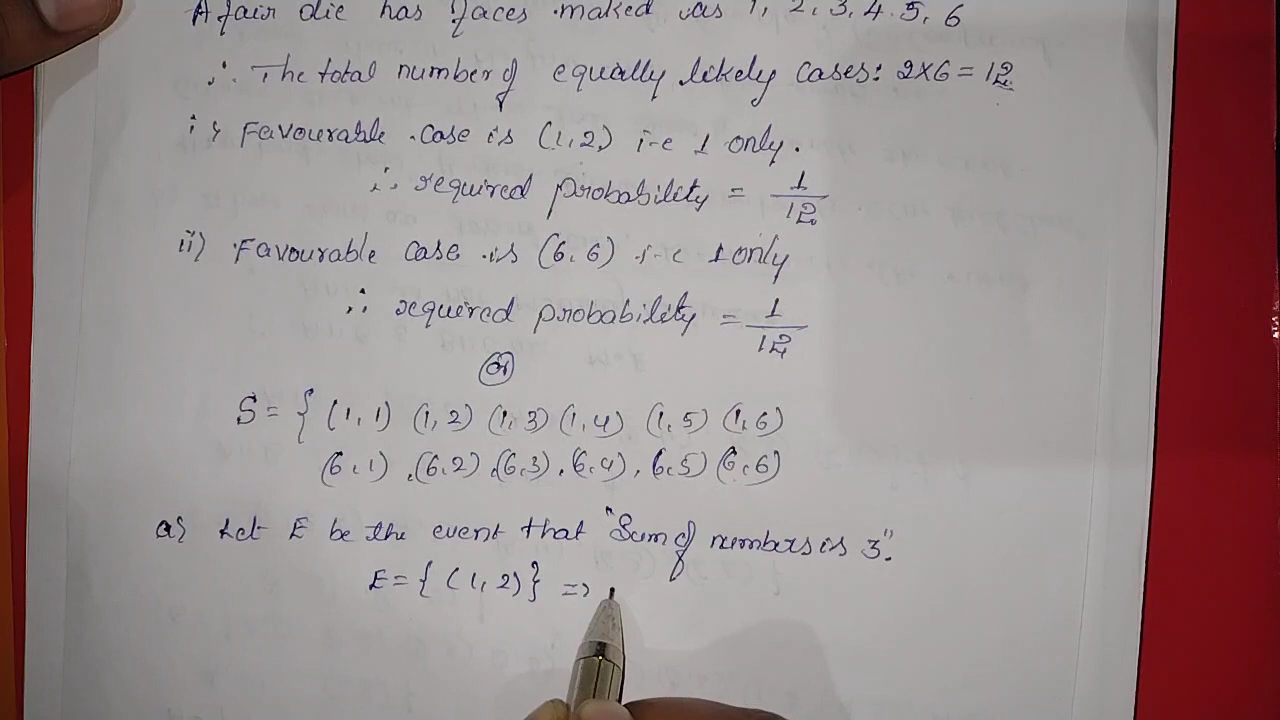 A fair die has faces maked as 1, 2, 3, 4. 5, 6
∴ The total number of equally likely cases: 2×6 = 12.
i) Favourable case is (1,2) i-e 1 only.
∴ required probability = 1/12
ii) Favourable case is (6,6) i-e 1 only
∴ required probability = 1/12
or
S = { (1,1) (1,2) (1,3) (1,4) (1,5) (1,6)
(6,1) ,(6,2) ,(6,3), (6,4), (6,5) (6,6)
a) Let E be the event that "Sum of numbers is 3".
E = { (1,2) } =>